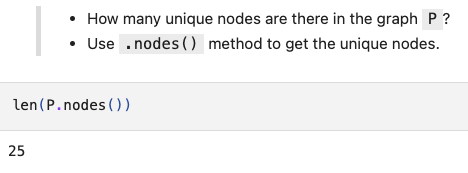 • How many unique nodes are there in the graph P?
• Use .nodes() method to get the unique nodes.
len(P.nodes())
25